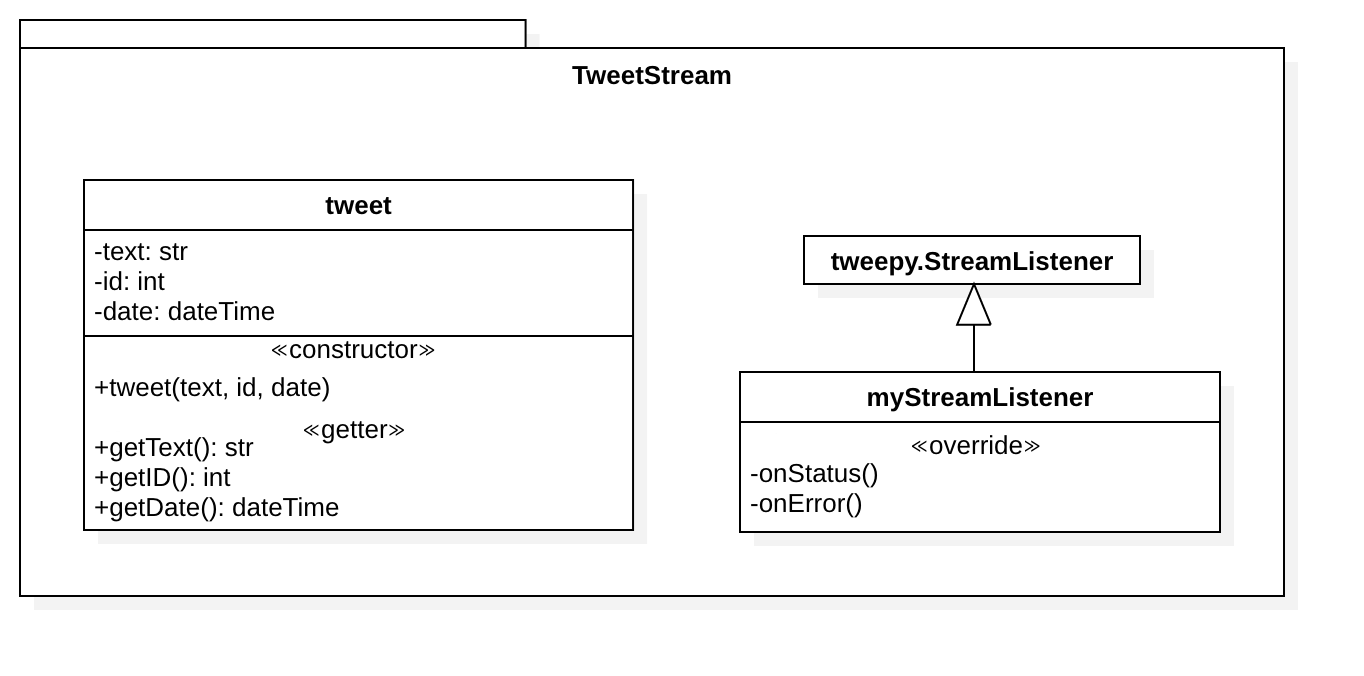 TweetStream
tweet
-text: str
-id: int
-date: dateTime
≪constructor≫
+tweet(text, id, date)
≪getter≫
+getText(): str
+getID(): int
+getDate(): dateTime
tweepy.StreamListener
myStreamListener
≪override≫
-onStatus()
-onError()